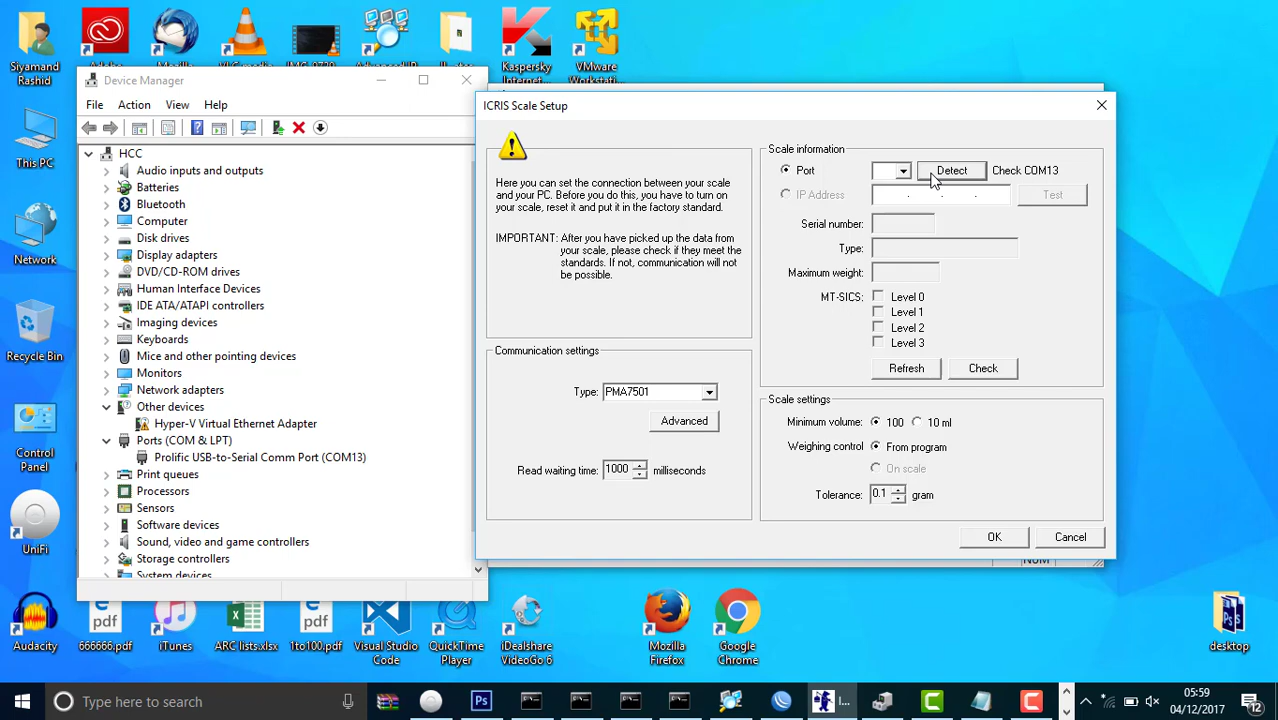 Siyamand
Rashid
Adobe
Mozilla
VLC media
IMG_0730
Advanced IP
Kaspersky
Internet...
VMware
Workstati...
This PC
Network
Recycle Bin
Control
Panel
UniFi
Device Manager
File Action View Help
HCC
Audio inputs and outputs
Batteries
Bluetooth
Computer
Disk drives
Display adapters
DVD/CD-ROM drives
Human Interface Devices
IDE ATA/ATAPI controllers
Imaging devices
Keyboards
Mice and other pointing devices
Monitors
Network adapters
Other devices
Hyper-V Virtual Ethernet Adapter
Ports (COM & LPT)
Prolific USB-to-Serial Comm Port (COM13)
Print queues
Processors
Sensors
Software devices
Sound, video and game controllers
Storage controllers
System devices
ICRIS Scale Setup
Here you can set the connection between your scale
and your PC. Before you do, you have to turn on
your scale, reset it and put it in the factory standard.
IMPORTANT: After you have picked up the data from
your scale, please check if they meet the
standards. If not, communication will not
be possible.
Communication settings
Type: PMA7501
Advanced
Read waiting time: 1000 milliseconds
Scale information
Port Detect Check COM13
IP Address . . . Test
Serial number:
Type:
Maximum weight:
MT-SICS: Level 0
Level 1
Level 2
Level 3
Refresh Check
Scale settings
Minimum volume: 100 10 ml
Weighing control From program
On scale
Tolerance: 0.1 gram
OK Cancel
NUM
Audacity
pdf
666666.pdf
iTunes
ARC lists.xlsx
pdf
1to100.pdf
Visual Studio
Code
QuickTime
Player
iDealshare
VideoGo 6
Mozilla
Firefox
Google
Chrome
desktop
Type here to search
I...
05:59
04/12/2017
12